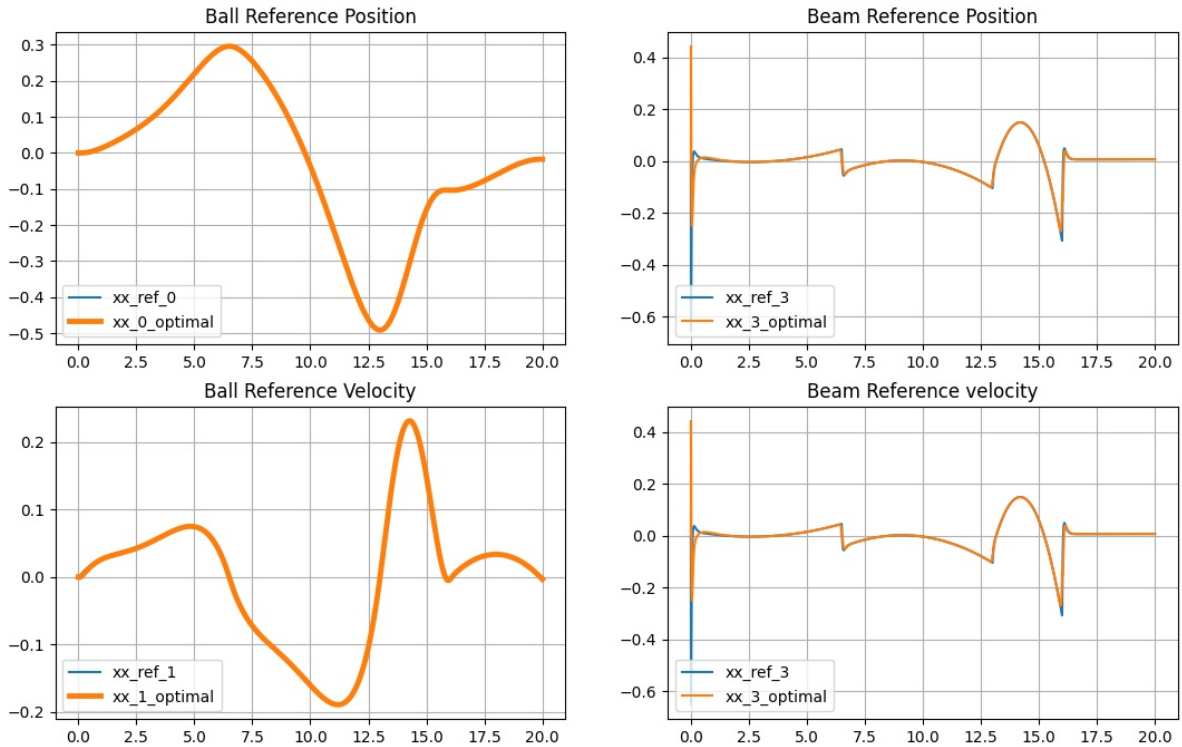 Ball Reference Position
0.3
0.2
0.1
0.0
−0.1
−0.2
−0.3
−0.4
−0.5
xx_ref_0
xx_0_optimal
0.0 2.5 5.0 7.5 10.0 12.5 15.0 17.5 20.0
Beam Reference Position
0.4
0.2
0.0
−0.2
−0.4
−0.6
xx_ref_3
xx_3_optimal
0.0 2.5 5.0 7.5 10.0 12.5 15.0 17.5 20.0
Ball Reference Velocity
0.2
0.1
0.0
−0.1
−0.2
xx_ref_1
xx_1_optimal
0.0 2.5 5.0 7.5 10.0 12.5 15.0 17.5 20.0
Beam Reference velocity
0.4
0.2
0.0
−0.2
−0.4
−0.6
xx_ref_3
xx_3_optimal
0.0 2.5 5.0 7.5 10.0 12.5 15.0 17.5 20.0